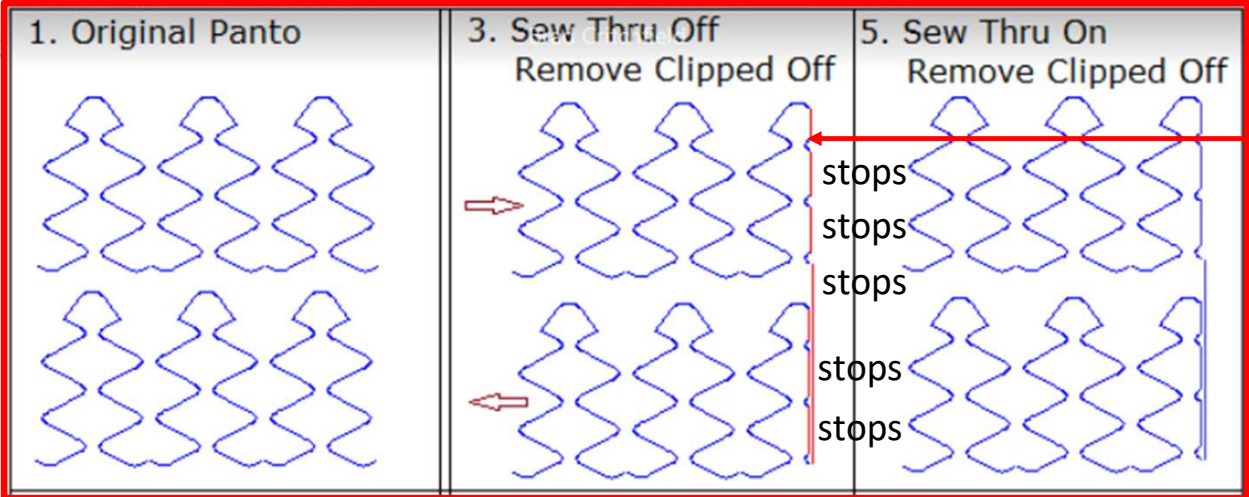 1. Original Panto
3. Sew Thru Off
Remove Clipped Off
5. Sew Thru On
Remove Clipped Off
stops
stops
stops
stops
stops